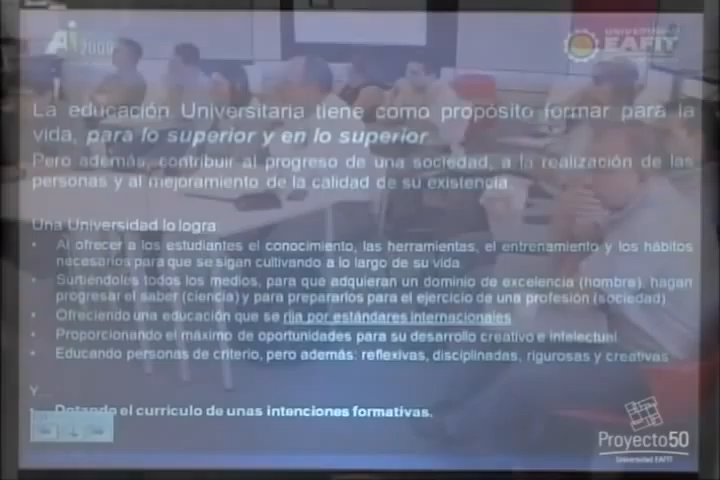 Ai
2009
UNIVERSIDAD
EAFIT
La educación Universitaria tiene como propósito formar para la
vida, para lo superior y en lo superior
Pero además, contribuir al progreso de una sociedad, a la realización de las
personas y al mejoramiento de la calidad de su existencia.
Una Universidad lo logra
• Al ofrecer a los estudiantes el conocimiento, las herramientas, el entrenamiento y los hábitos
necesarios para que se sigan cultivando a lo largo de su vida
• Surtiéndoles todos los medios, para que adquieran un dominio de excelencia (hombre), hagan
progresar el saber (ciencia) y para prepararlos para el ejercicio de una profesión (sociedad)
• Ofreciendo una educación que se rija por estándares internacionales
• Proporcionando el máximo de oportunidades para su desarrollo creativo e intelectual
• Educando personas de criterio, pero además: reflexivas, disciplinadas, rigurosas y creativas
Y...
• Dotando el currículo de unas intenciones formativas.
Proyecto50
Universidad EAFIT